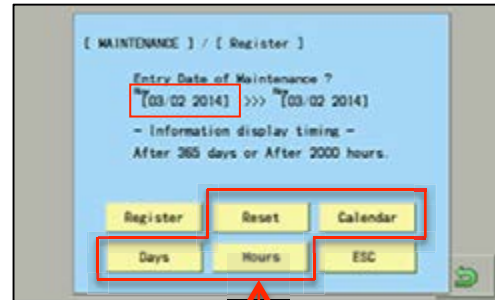 [ MAINTENANCE ] / [ Register ]
Entry Date of Maintenance ?
[03/02 2014] >>> [03/02 2014]
- Information display timing -
After 365 days or After 2000 hours.
Register Reset Calendar
Days Hours ESC